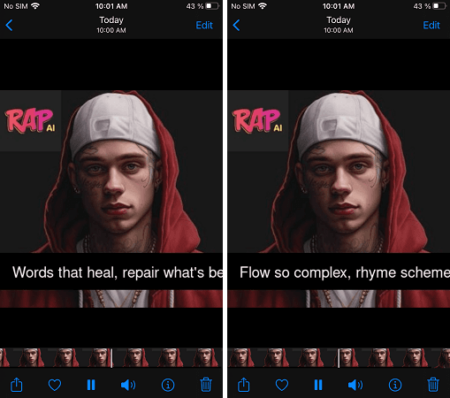 No SIM 10:01 AM 43 %
Today
10:00 AM
Edit
RAP AI
Words that heal, repair what's be
No SIM 10:01 AM 43 %
Today
10:00 AM
Edit
RAP AI
Flow so complex, rhyme scheme